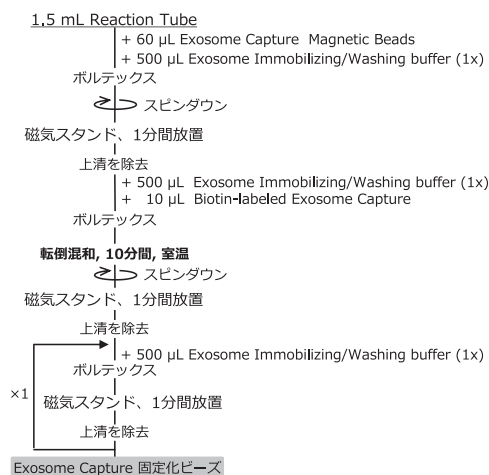 1.5 mL Reaction Tube
+ 60 μL Exosome Capture Magnetic Beads
+ 500 μL Exosome Immobilizing/Washing buffer (1x)
ボルテックス
スピンダウン
磁気スタンド、1分間放置
上清を除去
+ 500 μL Exosome Immobilizing/Washing buffer (1x)
+ 10 μL Biotin-labeled Exosome Capture
ボルテックス
転倒混和, 10分間, 室温
スピンダウン
磁気スタンド、1分間放置
上清を除去
+ 500 μL Exosome Immobilizing/Washing buffer (1x)
ボルテックス
×1
磁気スタンド、1分間放置
上清を除去
Exosome Capture 固定化ビーズ